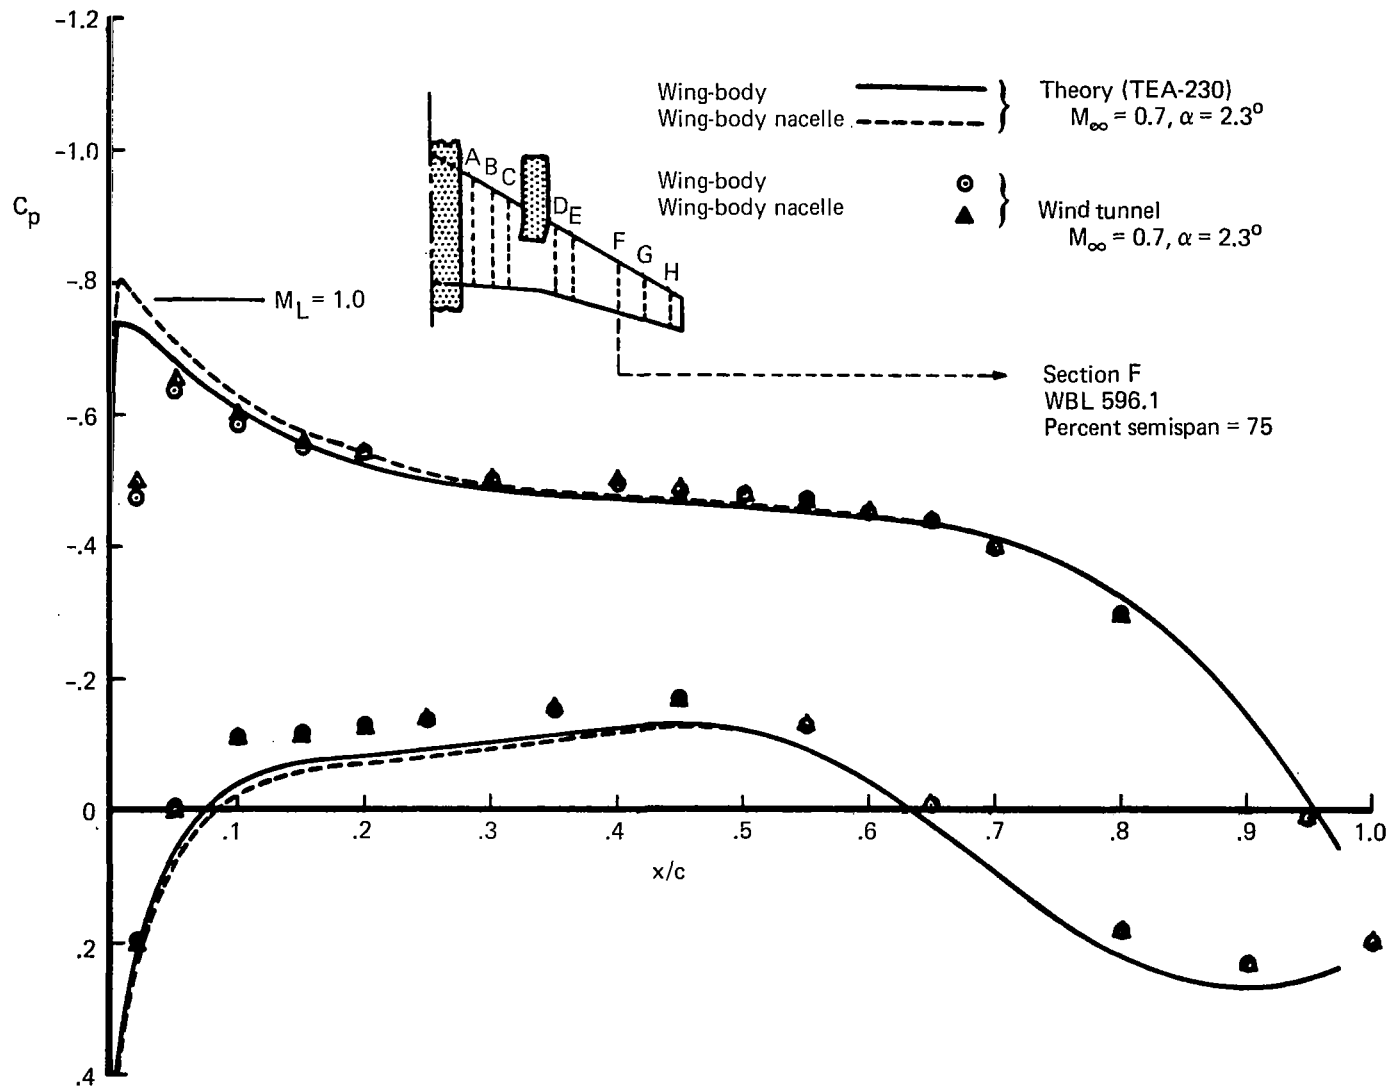 -1.2
-1.0
-.8
-.6
-.4
-.2
0
.2
.4
Cp
Wing-body
Wing-body nacelle
Theory (TEA-230)
M∞ = 0.7, α = 2.3°
Wing-body
Wing-body nacelle
Wind tunnel
M∞ = 0.7, α = 2.3°
A
B
C
D
E
F
G
H
ML = 1.0
Section F
WBL 596.1
Percent semispan = 75
.1 .2 .3 .4 .5 .6 .7 .8 .9 1.0
x/c